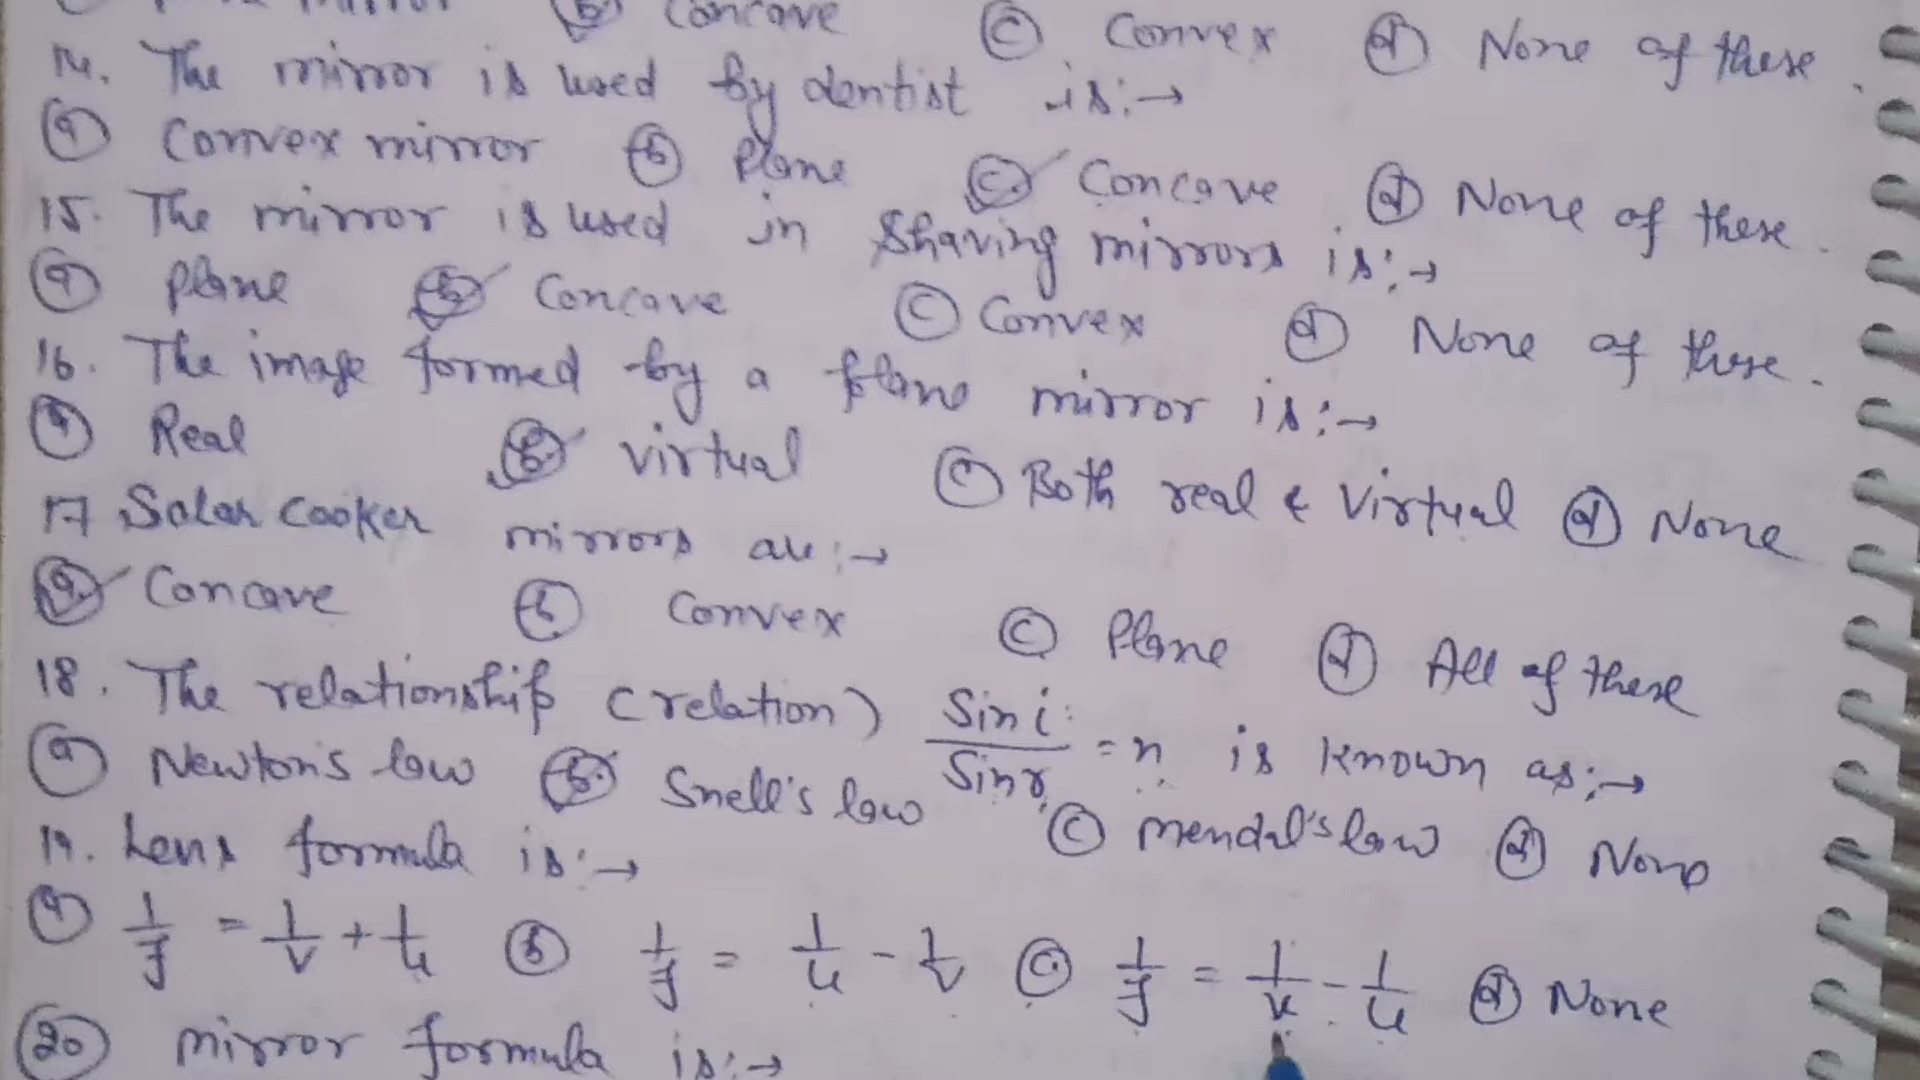 mirror (b) Concave (c) Convex (d) None of these.
14. The mirror is used by dentist is:→
(a) Convex mirror (b) Plane (c) Concave (d) None of these.
15. The mirror is used in shaving mirrors is:→
(a) plane (b) Concave (c) Convex (d) None of these.
16. The image formed by a plane mirror is:→
(a) Real (b) virtual (c) Both real & virtual (d) None
17 Solar cooker mirrors are:→
(a) Concave (b) Convex (c) Plane (d) All of these
18. The relationship (relation) Sin i / Sin r = n is known as:→
(a) Newton's law (b) Snell's law (c) mendal's law (d) None
19. Lens formula is:→
(a) 1/f = 1/v + 1/u (b) 1/f = 1/u - 1/v (c) 1/f = 1/v - 1/u (d) None
(20) mirror formula is:→